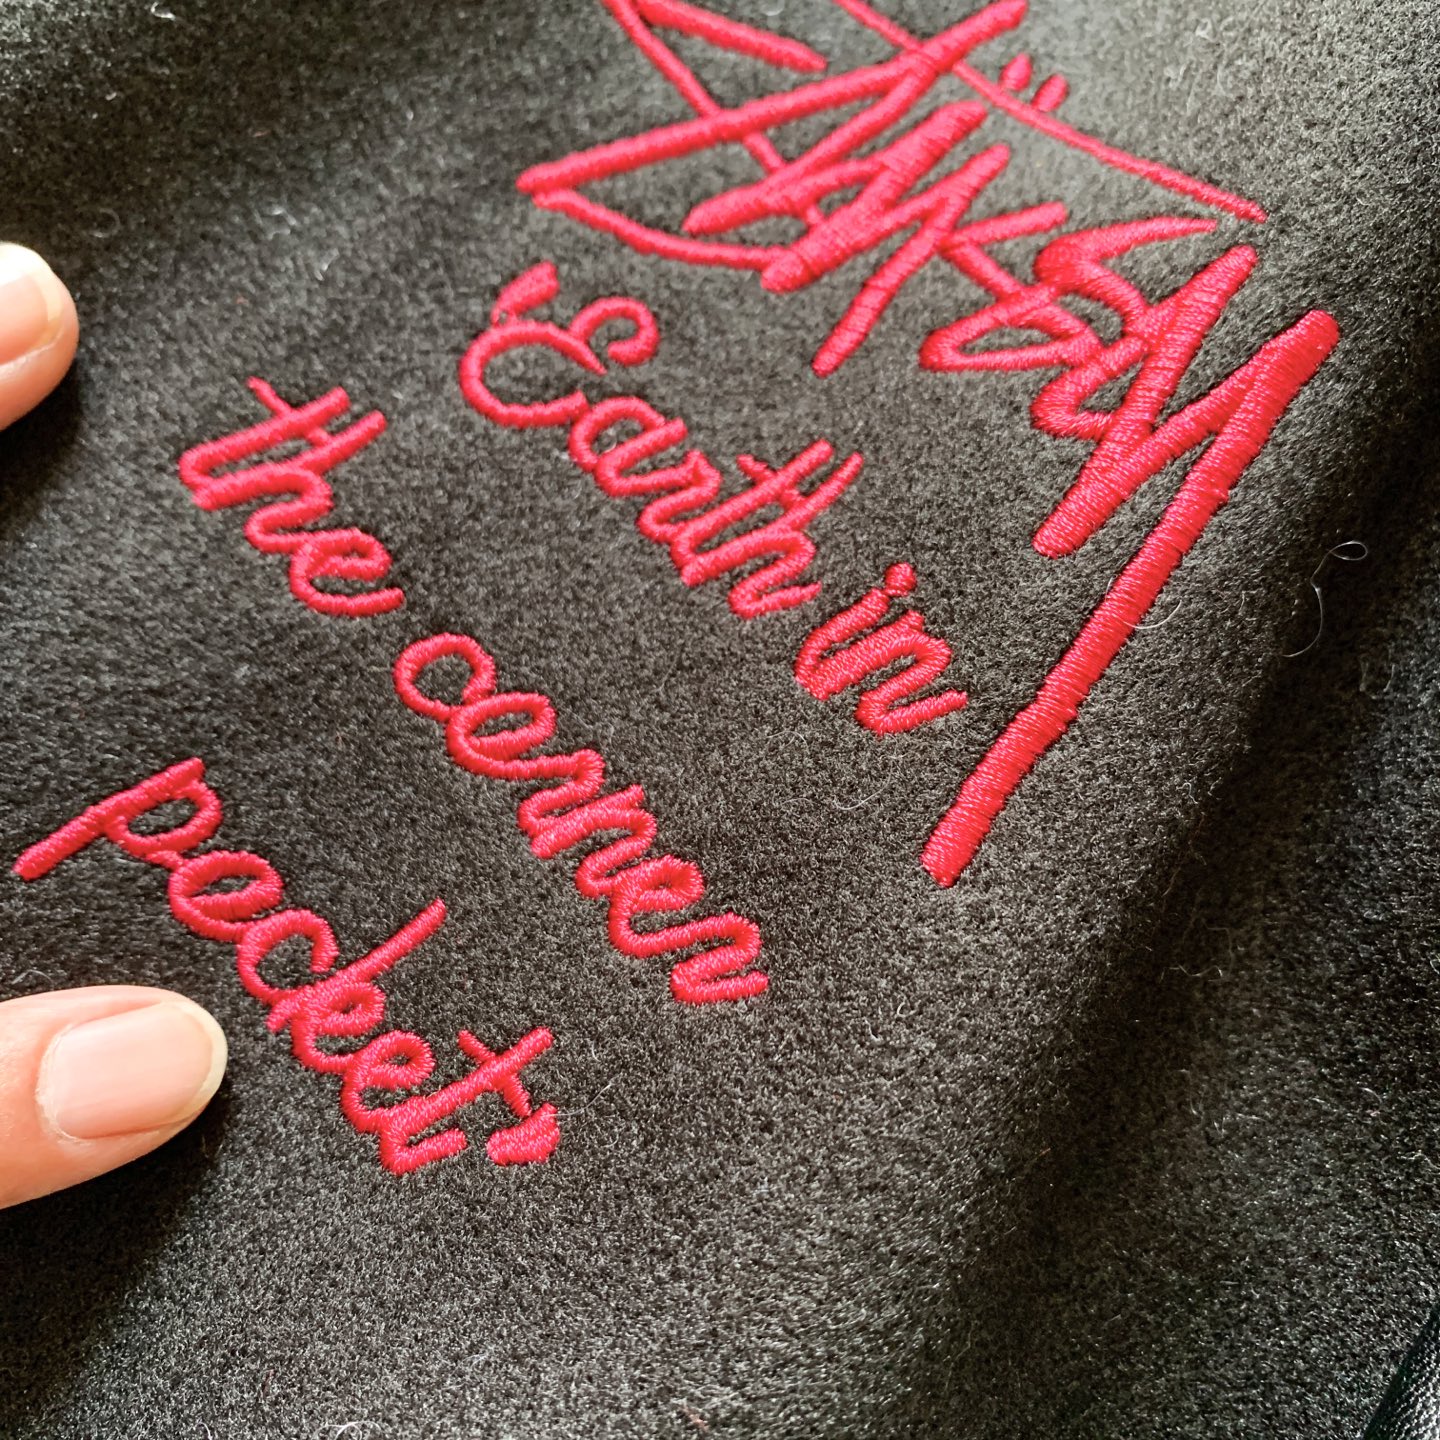 'Earth in
the corner
pocket'